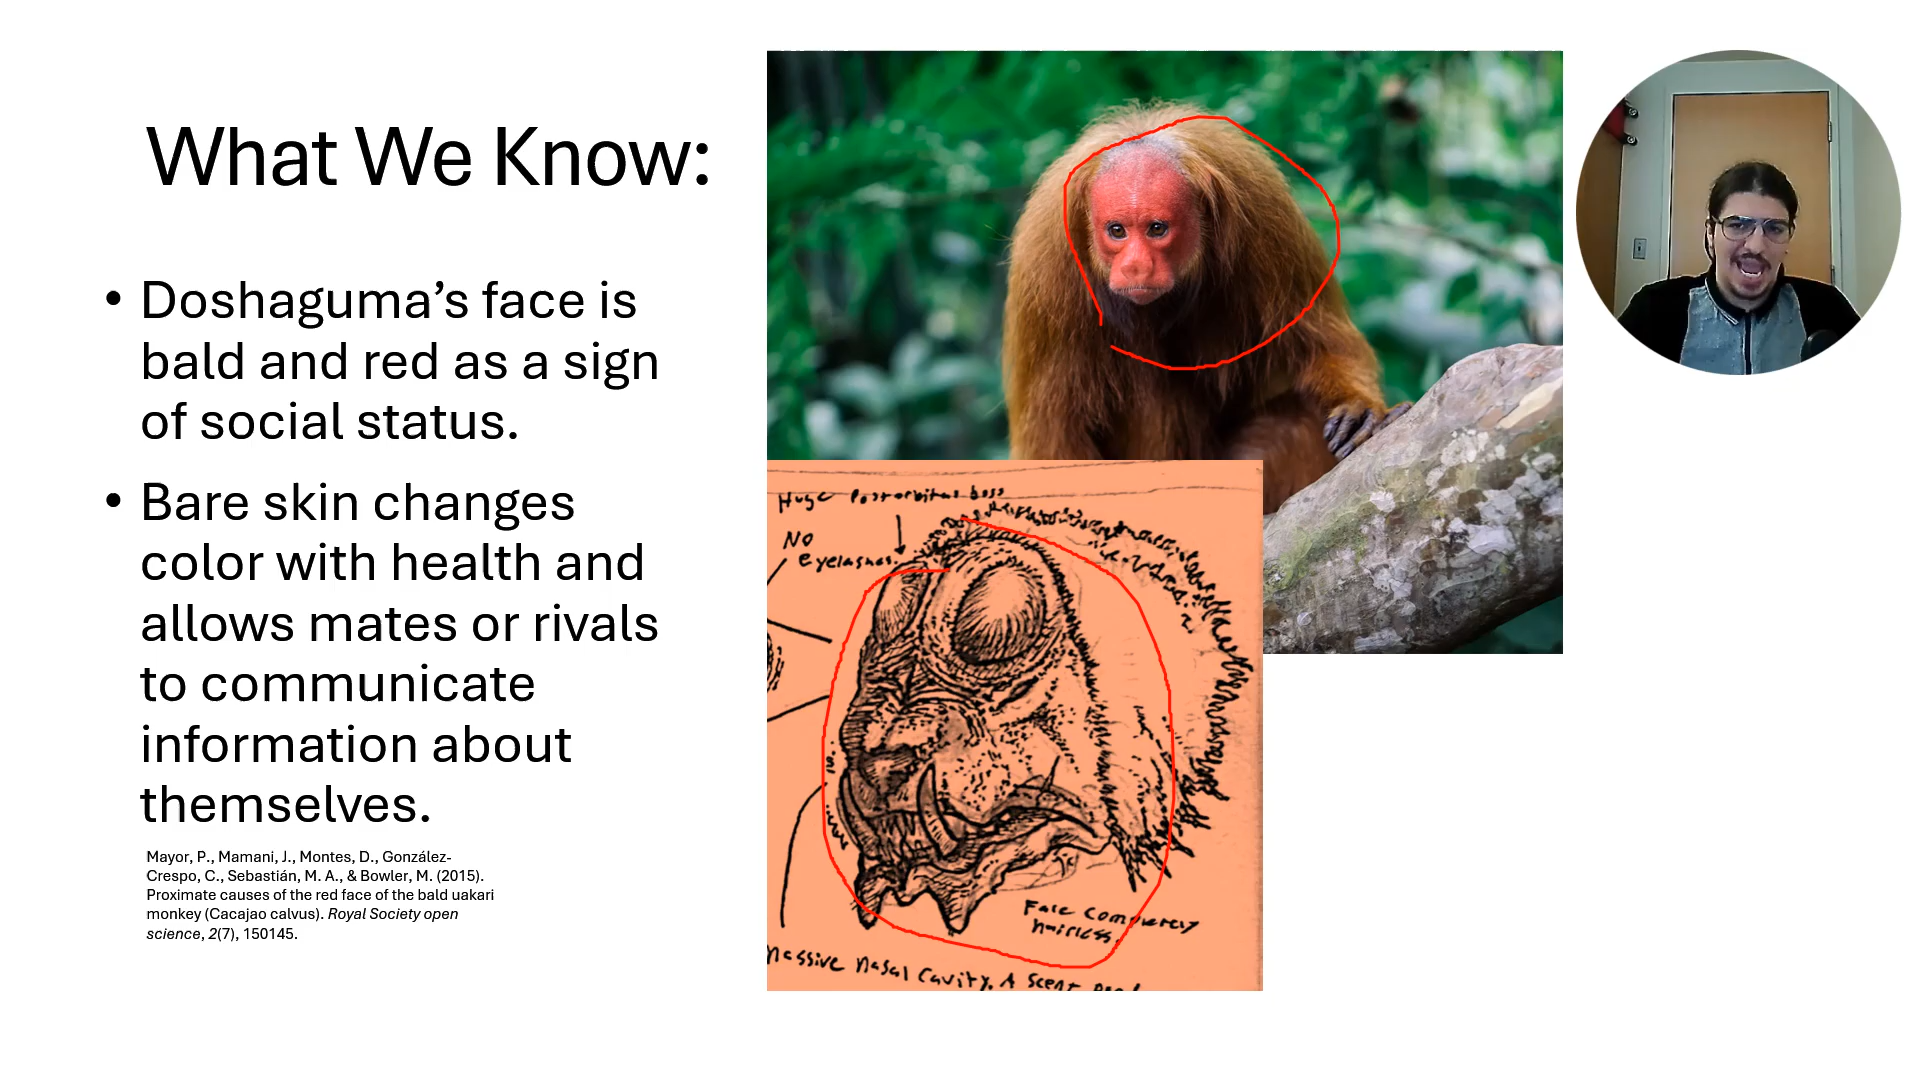 What We Know:
• Doshaguma’s face is
bald and red as a sign
of social status.
• Bare skin changes
color with health and
allows mates or rivals
to communicate
information about
themselves.
Mayor, P., Mamani, J., Montes, D., González-
Crespo, C., Sebastián, M. A., & Bowler, M. (2015).
Proximate causes of the red face of the bald uakari
monkey (Cacajao calvus). Royal Society open
science, 2(7), 150145.
Huge Postorbital boss
No
eyelashes.
Face completely
hairless.
Massive Nasal Cavity. A scent